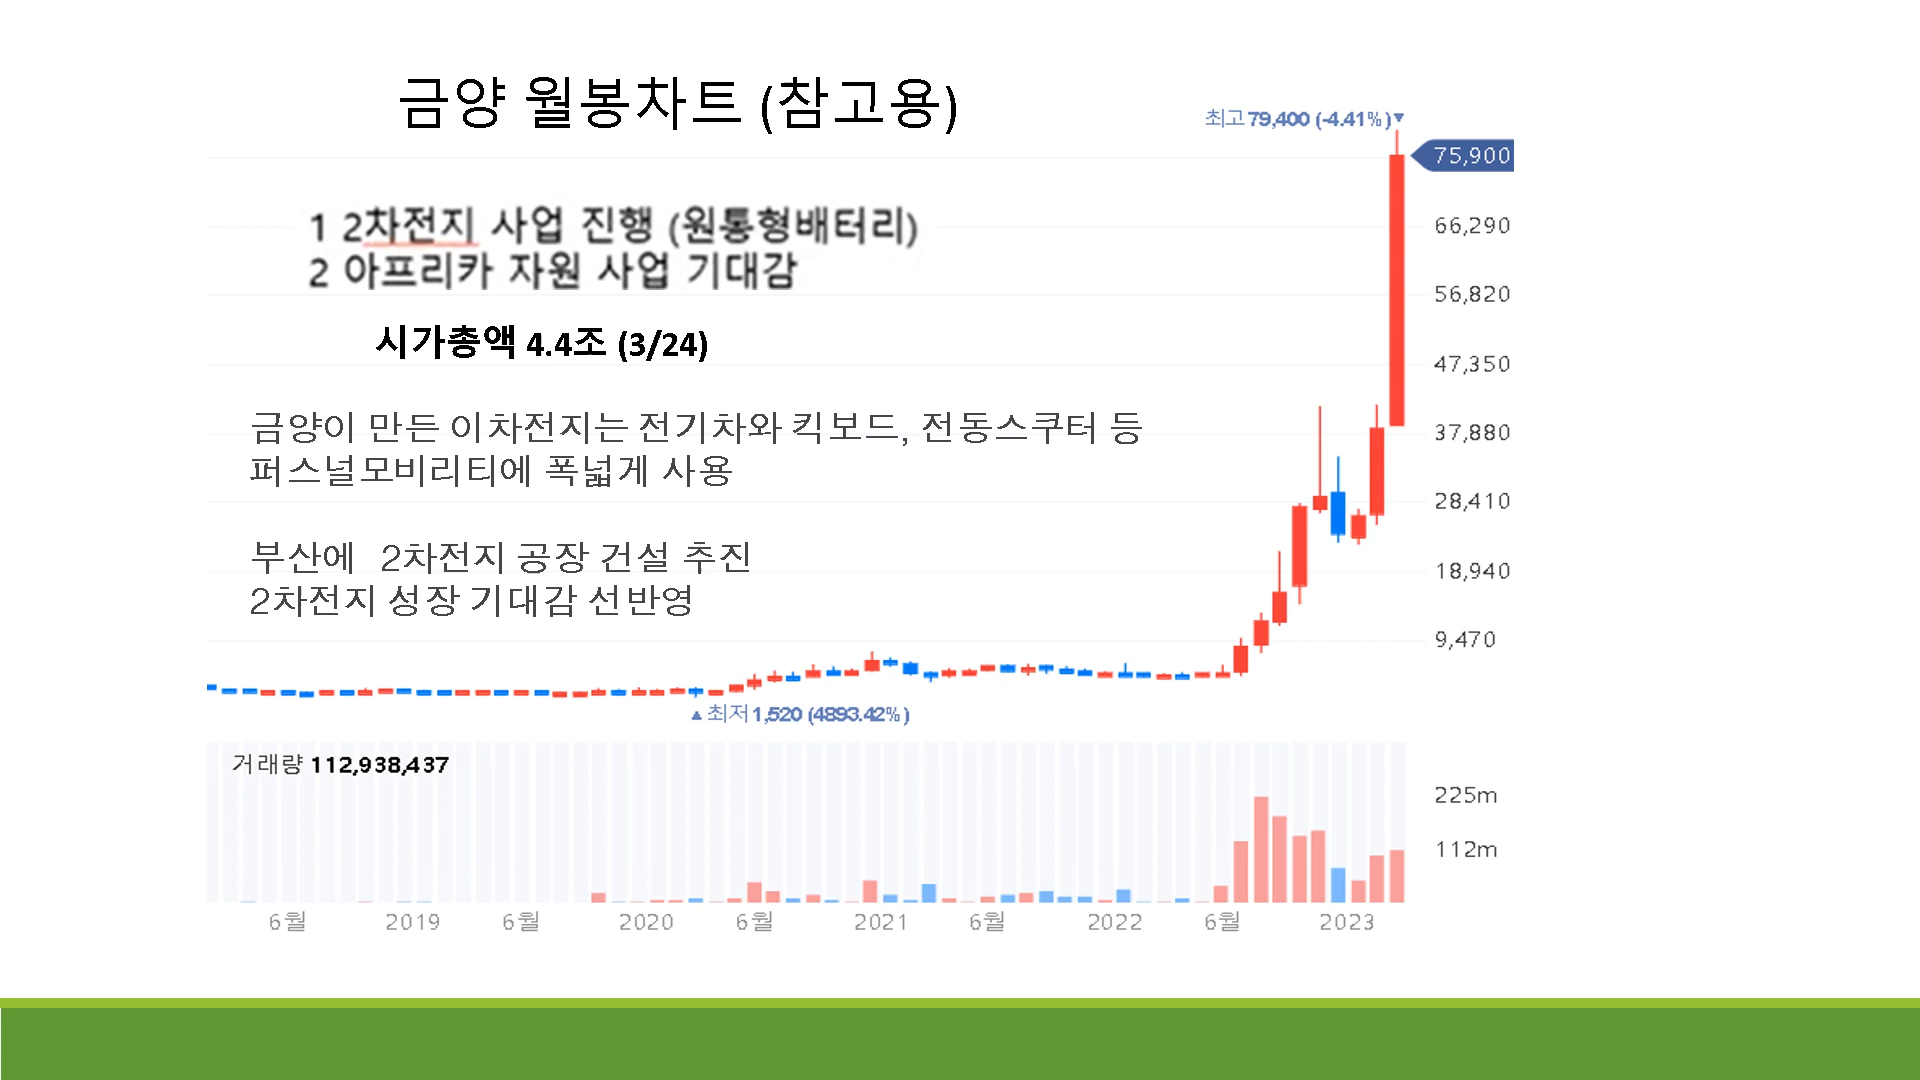 금양 월봉차트 (참고용)
최고 79,400 (-4.41%)▼
75,900
1 2차전지 사업 진행 (원통형배터리)
66,290
2 아프리카 자원 사업 기대감
56,820
시가총액 4.4조 (3/24)
47,350
금양이 만든 이차전지는 전기차와 킥보드, 전동스쿠터 등
37,880
퍼스널모비리티에 폭넓게 사용
28,410
부산에 2차전지 공장 건설 추진
18,940
2차전지 성장 기대감 선반영
9,470
▲ 최저 1,520 (4893.42%)
거래량 112,938,437
225m
112m
6월 2019 6월 2020 6월 2021 6월 2022 6월 2023